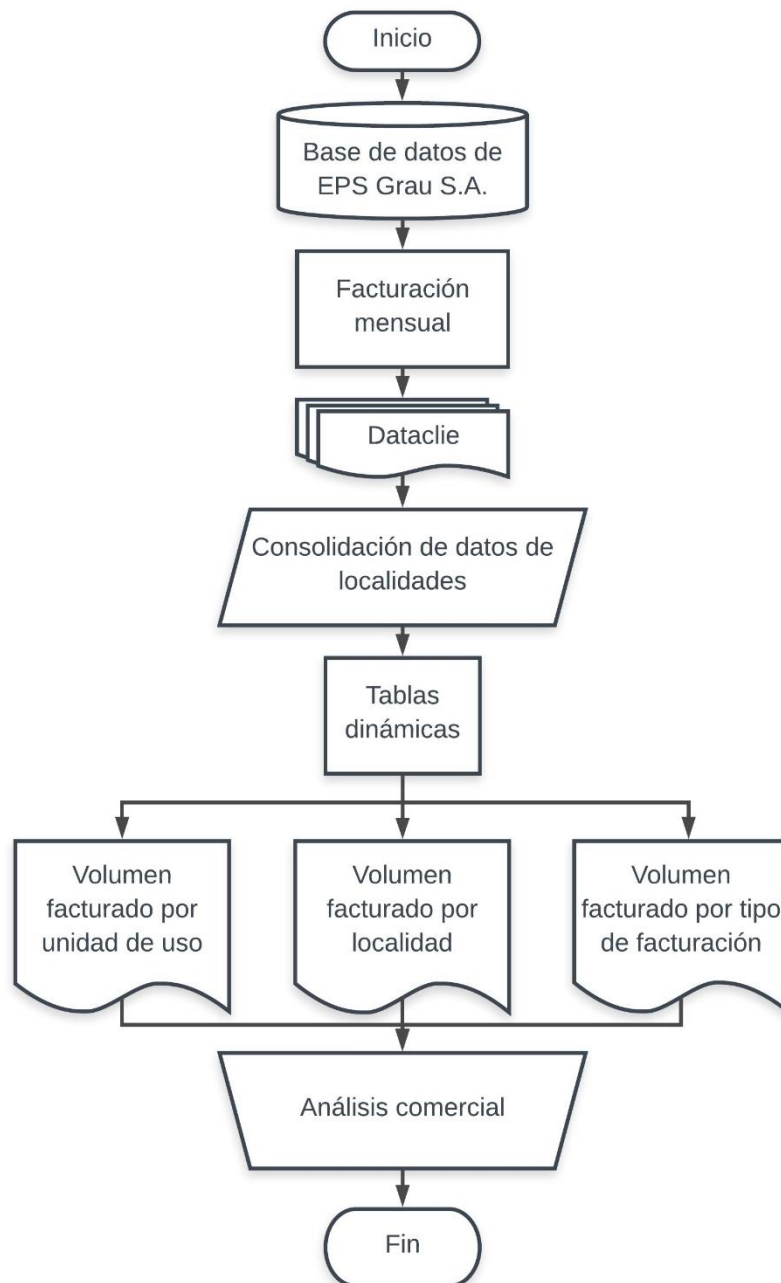 Inicio
Base de datos de
EPS Grau S.A.
Facturación
mensual
Dataclie
Consolidación de datos de
localidades
Tablas
dinámicas
Volumen
facturado por
unidad de uso
Volumen
facturado por
localidad
Volumen
facturado por tipo
de facturación
Análisis comercial
Fin